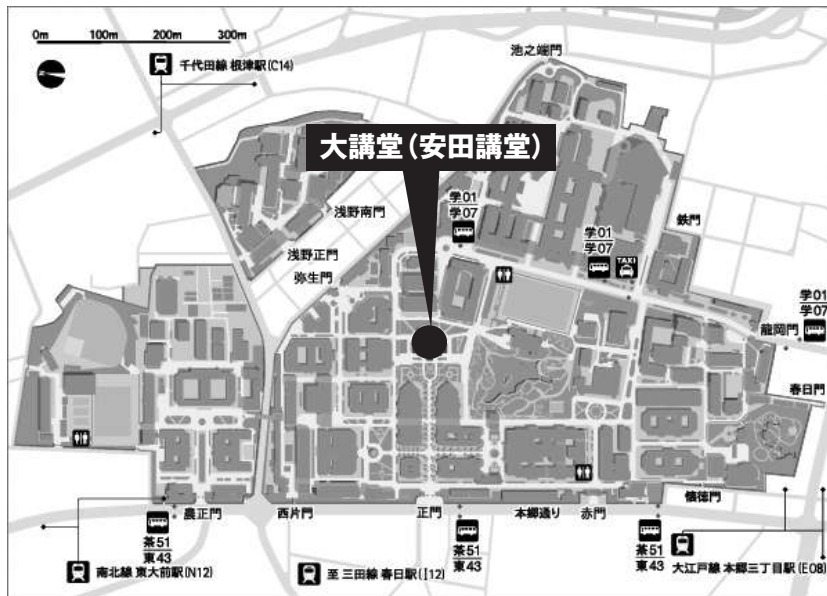 0m 100m 200m 300m
千代田線 根津駅(C14)
池之端門
大講堂(安田講堂)
学01
学07
浅野南門
鉄門
学01
学07
TAXI
浅野正門
弥生門
学01
学07
龍岡門
春日門
懐徳門
農正門
西片門
正門
本郷通り
赤門
茶51
東43
茶51
東43
茶51
東43
南北線 東大前駅(N12)
至 三田線 春日駅(I12)
大江戸線 本郷三丁目駅(E08)